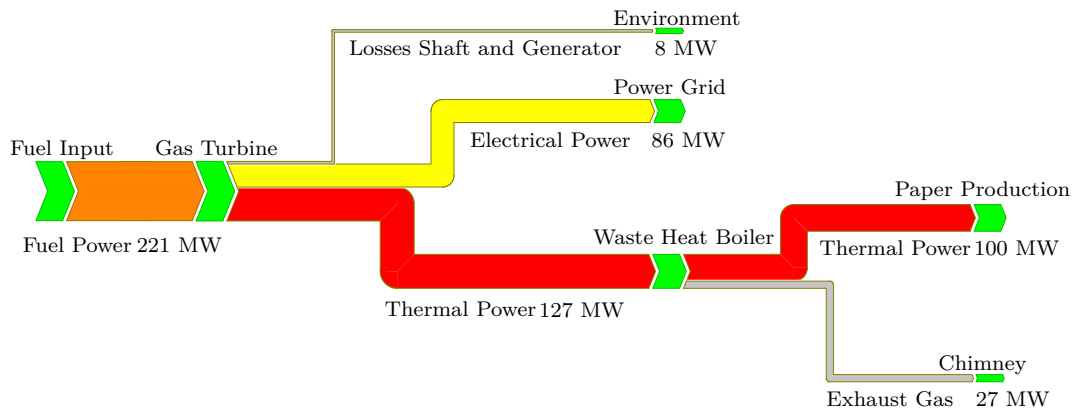 Environment
Losses Shaft and Generator 8 MW
Power Grid
Electrical Power 86 MW
Fuel Input
Gas Turbine
Fuel Power 221 MW
Paper Production
Thermal Power 100 MW
Waste Heat Boiler
Thermal Power 127 MW
Chimney
Exhaust Gas 27 MW